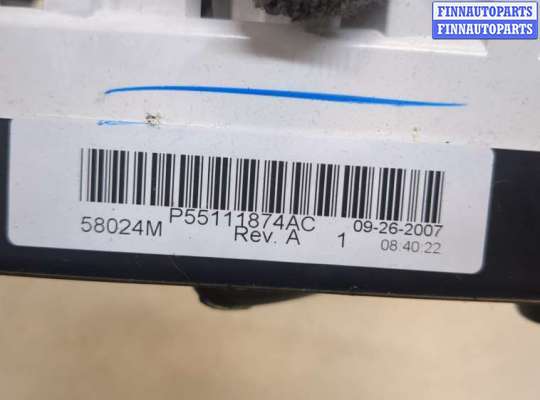 FINNAUTOPARTS
FINNAUTOPARTS
P55111874AC 09-26-2007
58024M Rev. A 1 08:40:22